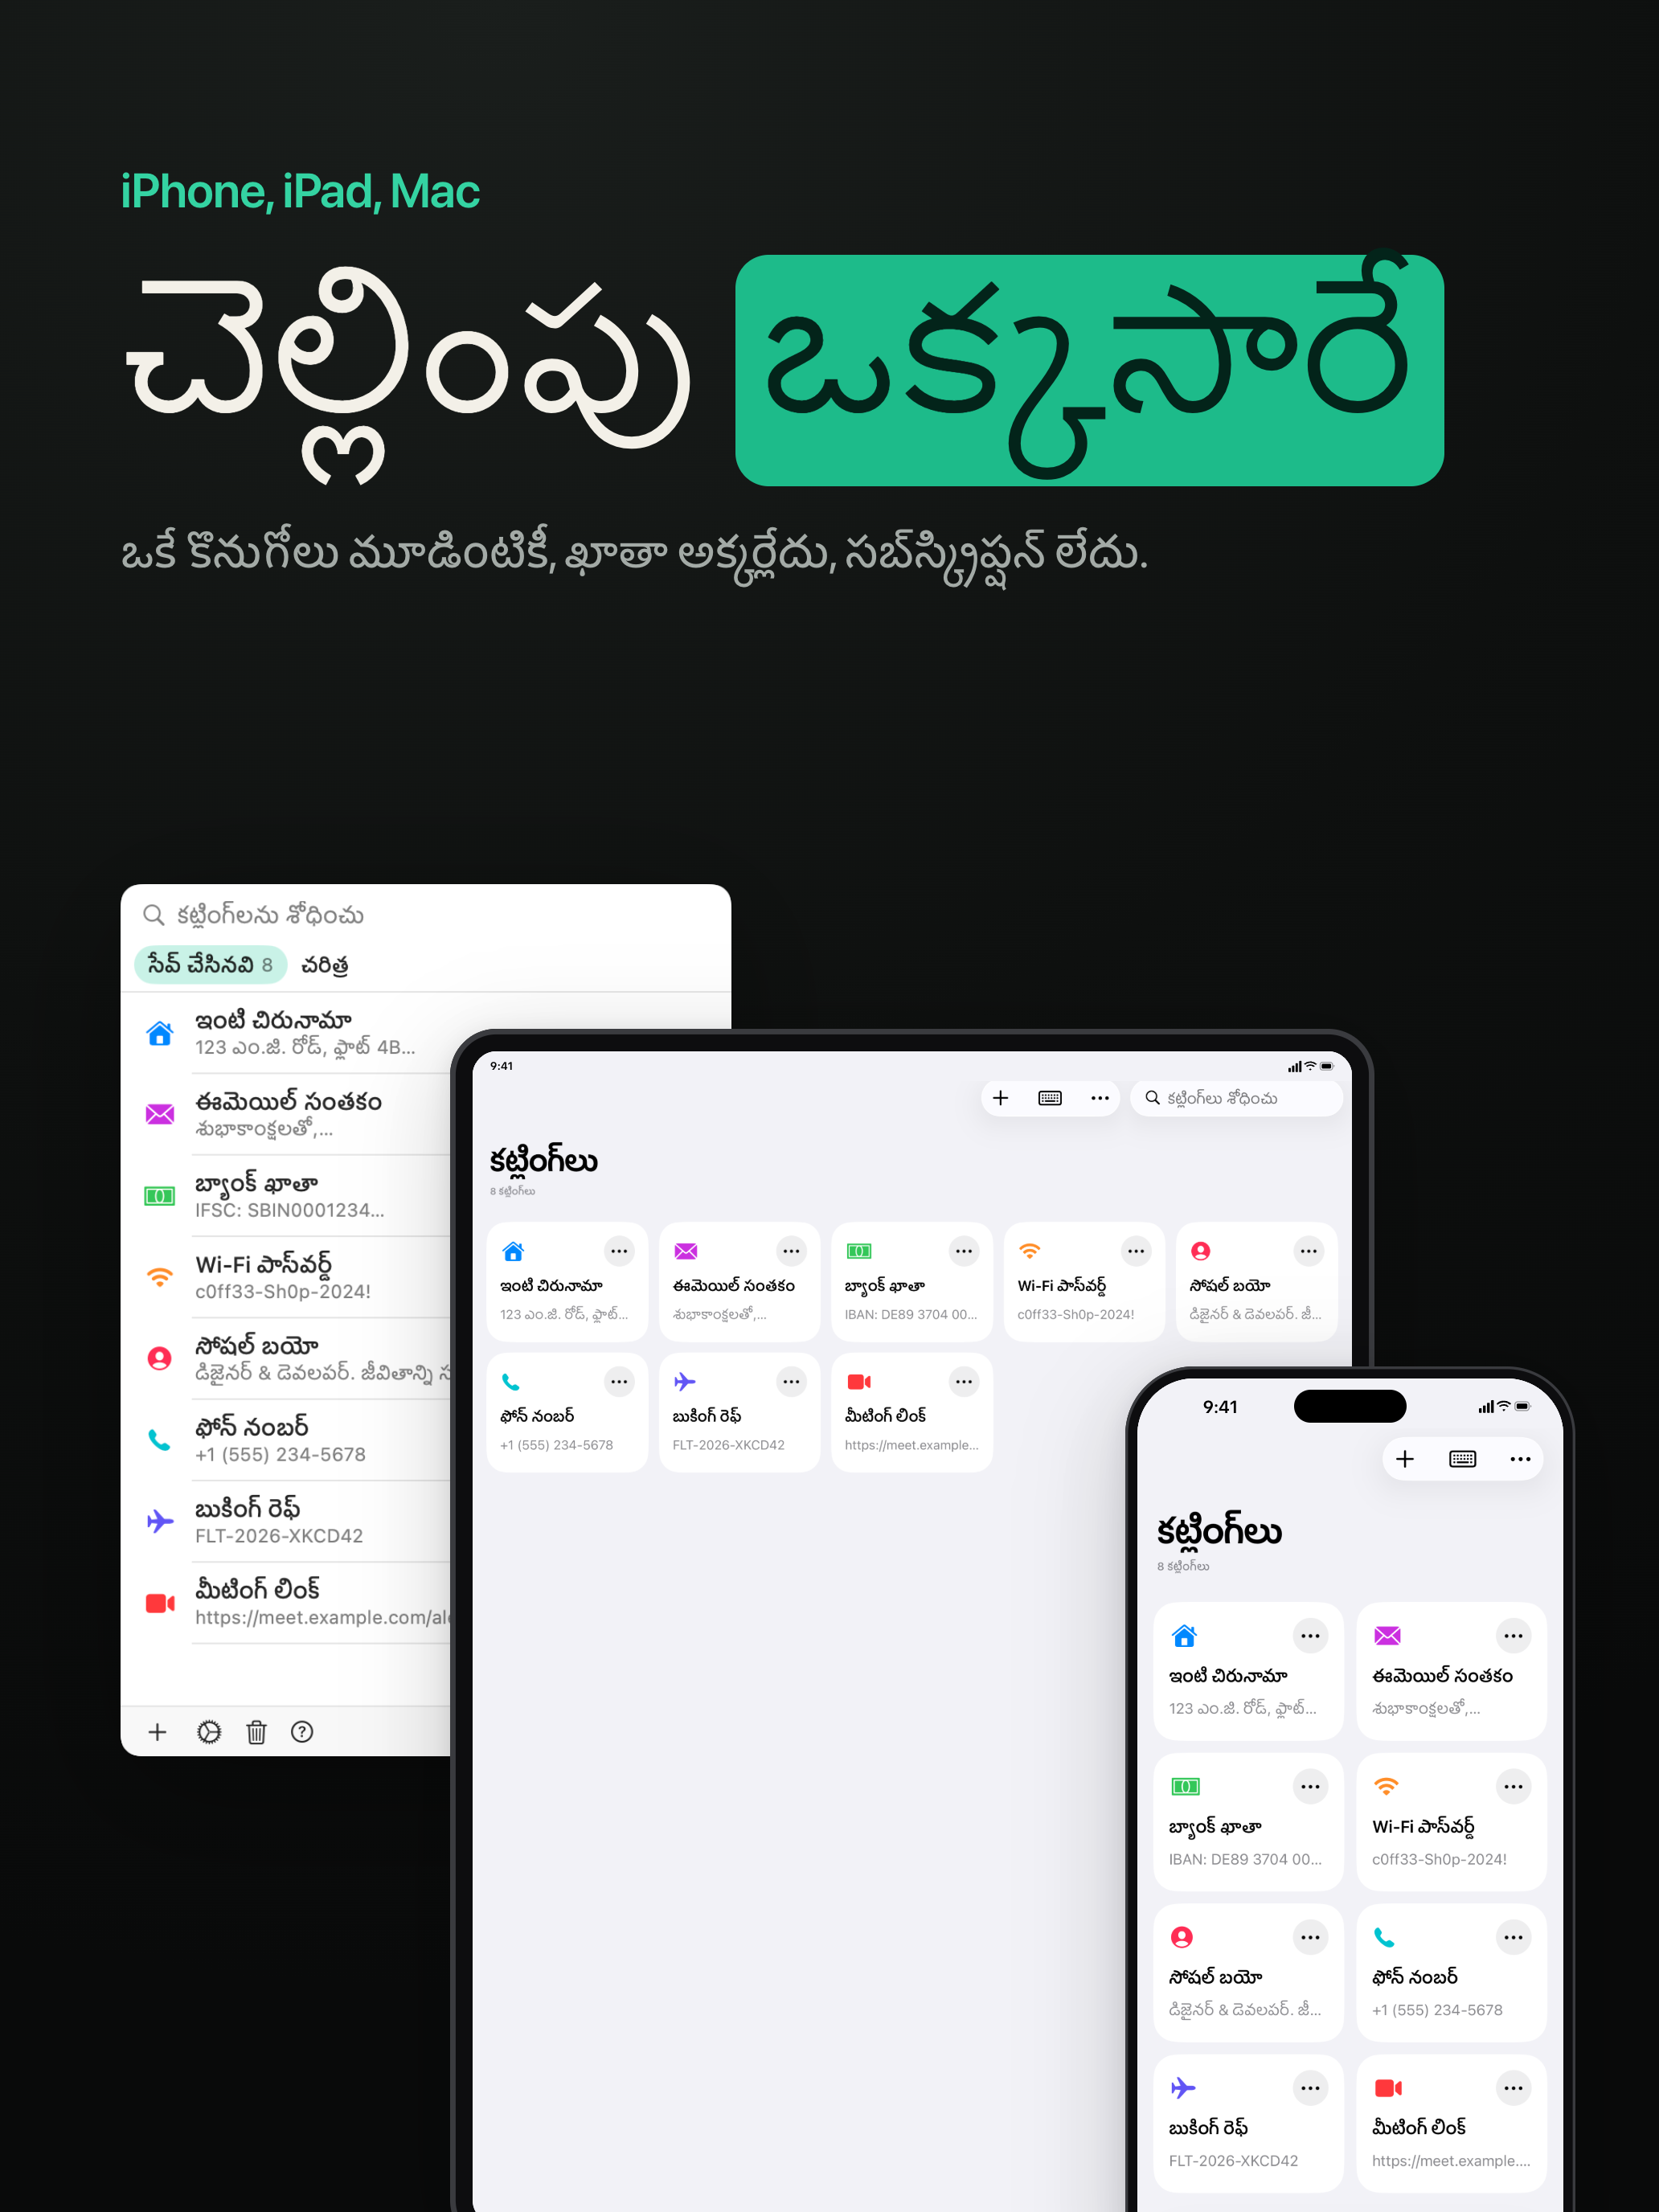 iPhone, iPad, Mac
చెల్లింపు ఒక్కసారే
ఒకే కొనుగోలు మూడింటికీ, ఖాతా అక్కర్లేదు, సబ్‌స్క్రిప్షన్ లేదు.
కట్లింగ్‌లను శోధించు
సేవ్ చేసినవి 8 చరిత్ర
ఇంటి చిరునామా
123 ఎం.జి. రోడ్, ఫ్లాట్ 4B...
ఈమెయిల్ సంతకం
శుభాకాంక్షలతో,...
బ్యాంక్ ఖాతా
IFSC: SBIN0001234...
Wi-Fi పాస్‌వర్డ్
c0ff33-Sh0p-2024!
సోషల్ బయో
డిజైనర్ & డెవలపర్. జీవితాన్ని
ఫోన్ నంబర్
+1 (555) 234-5678
బుకింగ్ రెఫ్
FLT-2026-XKCD42
మీటింగ్ లింక్
https://meet.example.com/al
9:41
కట్లింగ్‌లు శోధించు
కట్లింగ్‌లు
8 కట్లింగ్‌లు
ఇంటి చిరునామా
123 ఎం.జి. రోడ్, ఫ్లాట్...
ఈమెయిల్ సంతకం
శుభాకాంక్షలతో,...
బ్యాంక్ ఖాతా
IBAN: DE89 3704 00...
Wi-Fi పాస్‌వర్డ్
c0ff33-Sh0p-2024!
సోషల్ బయో
డిజైనర్ & డెవలపర్. జీ...
ఫోన్ నంబర్
+1 (555) 234-5678
బుకింగ్ రెఫ్
FLT-2026-XKCD42
మీటింగ్ లింక్
https://meet.example...
9:41
కట్లింగ్‌లు
8 కట్లింగ్‌లు
ఇంటి చిరునామా
123 ఎం.జి. రోడ్, ఫ్లాట్...
ఈమెయిల్ సంతకం
శుభాకాంక్షలతో,...
బ్యాంక్ ఖాతా
IBAN: DE89 3704 00...
Wi-Fi పాస్‌వర్డ్
c0ff33-Sh0p-2024!
సోషల్ బయో
డిజైనర్ & డెవలపర్. జీ...
ఫోన్ నంబర్
+1 (555) 234-5678
బుకింగ్ రెఫ్
FLT-2026-XKCD42
మీటింగ్ లింక్
https://meet.example....